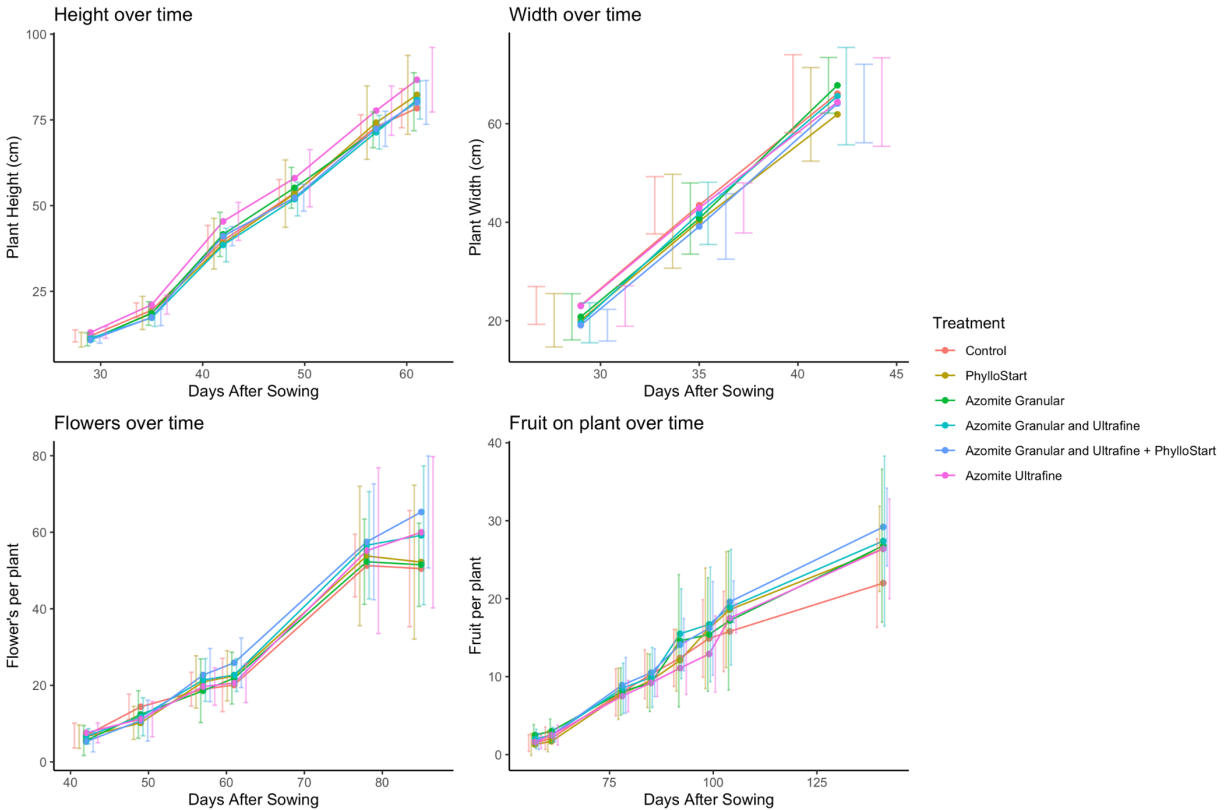 Height over time
Plant Height (cm)
100
75
50
25
30
40
50
60
Days After Sowing
Width over time
Plant Width (cm)
60
40
20
30
35
40
45
Days After Sowing
Flowers over time
Flower's per plant
80
60
40
20
0
40
50
60
70
80
Days After Sowing
Fruit on plant over time
Fruit per plant
40
30
20
10
0
75
100
125
Days After Sowing
Treatment
Control
PhylloStart
Azomite Granular
Azomite Granular and Ultrafine
Azomite Granular and Ultrafine + PhylloStart
Azomite Ultrafine